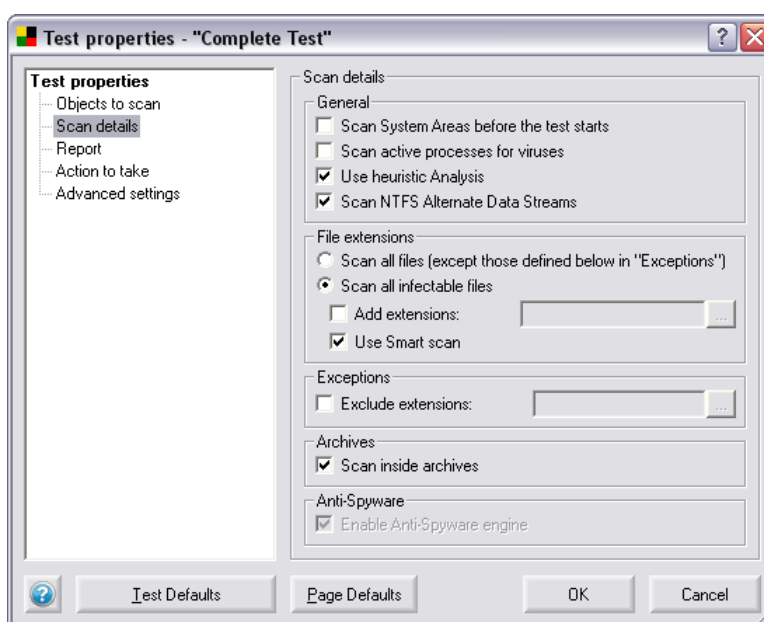 Test properties - "Complete Test"
Test properties
Objects to scan
Scan details
Report
Action to take
Advanced settings
Scan details
General
Scan System Areas before the test starts
Scan active processes for viruses
Use heuristic Analysis
Scan NTFS Alternate Data Streams
File extensions
Scan all files (except those defined below in "Exceptions")
Scan all infectable files
Add extensions:
...
Use Smart scan
Exceptions
Exclude extensions:
...
Archives
Scan inside archives
Anti-Spyware
Enable Anti-Spyware engine
Test Defaults
Page Defaults
OK
Cancel